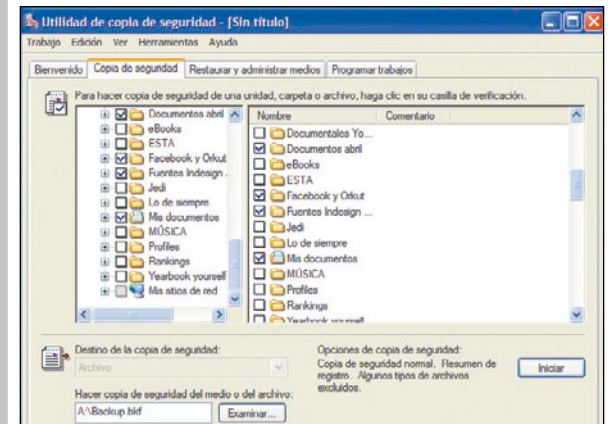 Utilidad de copia de seguridad - [Sin título]
Trabajo Edición Ver Herramientas Ayuda
Bienvenido Copia de seguridad Restaurar y administrar medios Programar trabajos
Para hacer copia de seguridad de una unidad, carpeta o archivo, haga clic en su casilla de verificación.
Documentos abril
eBooks
ESTA
Facebook y Orkut
Fuentes Indesign .
Jedi
Lo de siempre
Mis documentos
MÚSICA
Profiles
Rankings
Yearbook yourself
Mis sitios de red
Nombre Comentario
Documentales Yo...
Documentos abril
eBooks
ESTA
Facebook y Orkut
Fuentes Indesign ...
Jedi
Lo de siempre
Mis documentos
MÚSICA
Profiles
Rankings
Yearbook yourself
Destino de la copia de seguridad:
Archivo
Hacer copia de seguridad del medio o del archivo:
A:\Backup.bkf
Examinar...
Opciones de copia de seguridad:
Copia de seguridad normal. Resumen de
registro. Algunos tipos de archivos
excluidos.
Iniciar